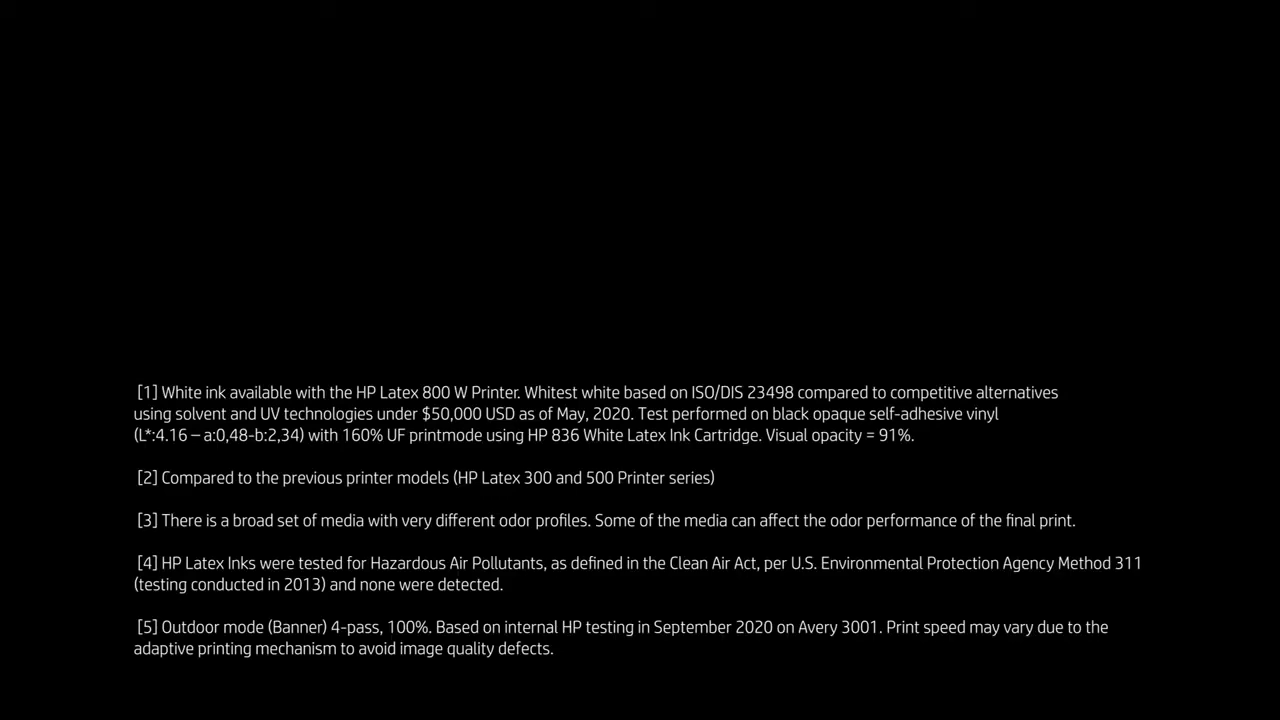 [1] White ink available with the HP Latex 800 W Printer. Whitest white based on ISO/DIS 23498 compared to competitive alternatives
using solvent and UV technologies under $50,000 USD as of May, 2020. Test performed on black opaque self-adhesive vinyl
(L*:4.16 – a:0,48-b:2,34) with 160% UF printmode using HP 836 White Latex Ink Cartridge. Visual opacity = 91%.
[2] Compared to the previous printer models (HP Latex 300 and 500 Printer series)
[3] There is a broad set of media with very different odor profiles. Some of the media can affect the odor performance of the final print.
[4] HP Latex Inks were tested for Hazardous Air Pollutants, as defined in the Clean Air Act, per U.S. Environmental Protection Agency Method 311
(testing conducted in 2013) and none were detected.
[5] Outdoor mode (Banner) 4-pass, 100%. Based on internal HP testing in September 2020 on Avery 3001. Print speed may vary due to the
adaptive printing mechanism to avoid image quality defects.